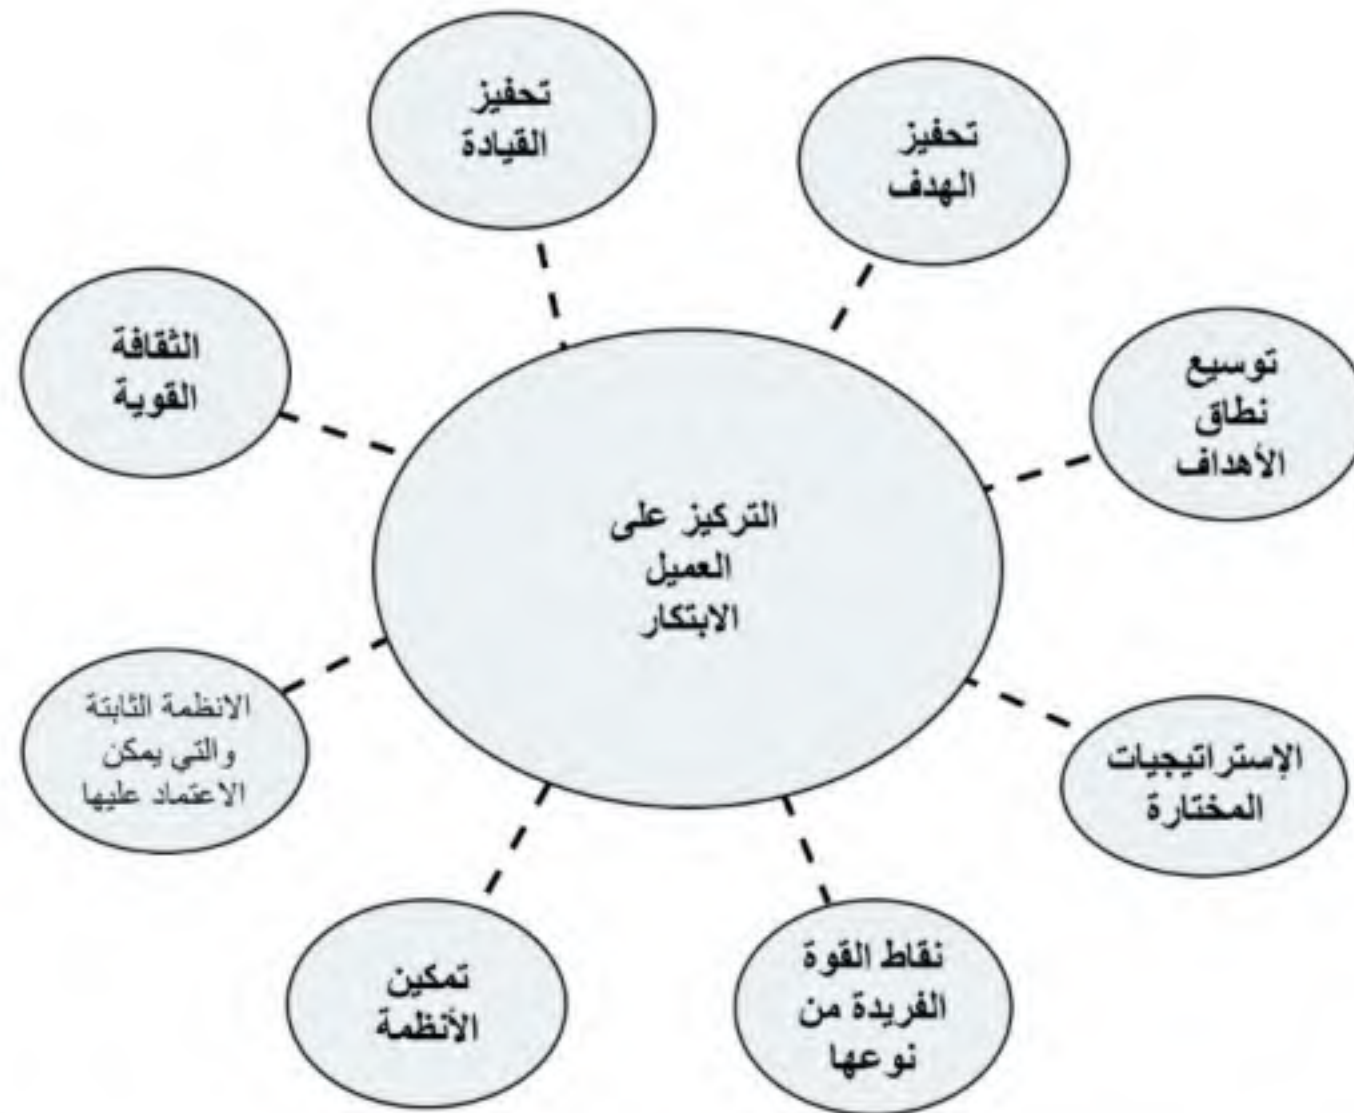 تحفيز
القيادة
تحفيز
الهدف
توسيع
نطاق
الأهداف
الإستراتيجيات
المختارة
نقاط القوة
الفريدة من
نوعها
تمكين
الأنظمة
الانظمة الثابتة
والتي يمكن
الاعتماد عليها
الثقافة
القوية
التركيز على
العميل
الابتكار